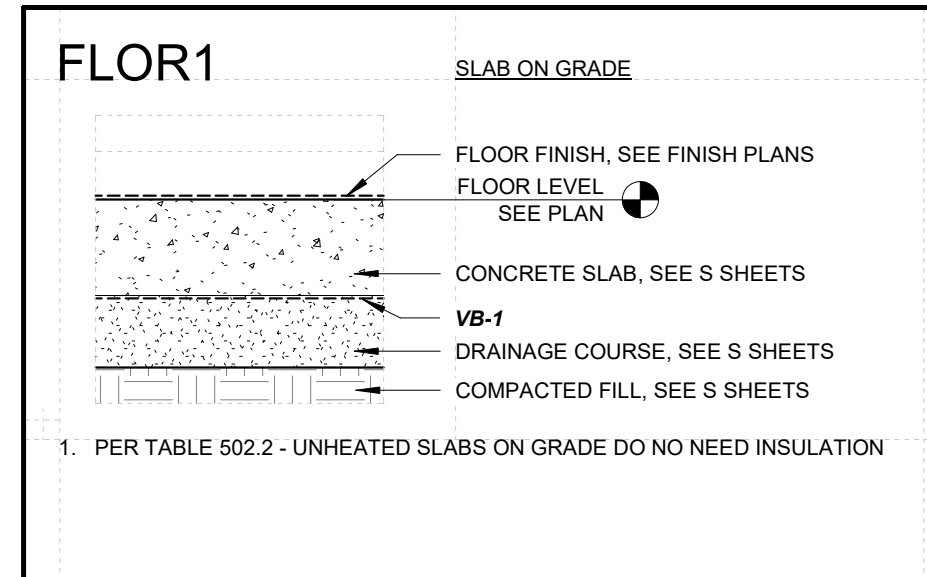 FLOR1
SLAB ON GRADE
FLOOR FINISH, SEE FINISH PLANS
FLOOR LEVEL
SEE PLAN
CONCRETE SLAB, SEE S SHEETS
VB-1
DRAINAGE COURSE, SEE S SHEETS
COMPACTED FILL, SEE S SHEETS
1. PER TABLE 502.2 - UNHEATED SLABS ON GRADE DO NO NEED INSULATION